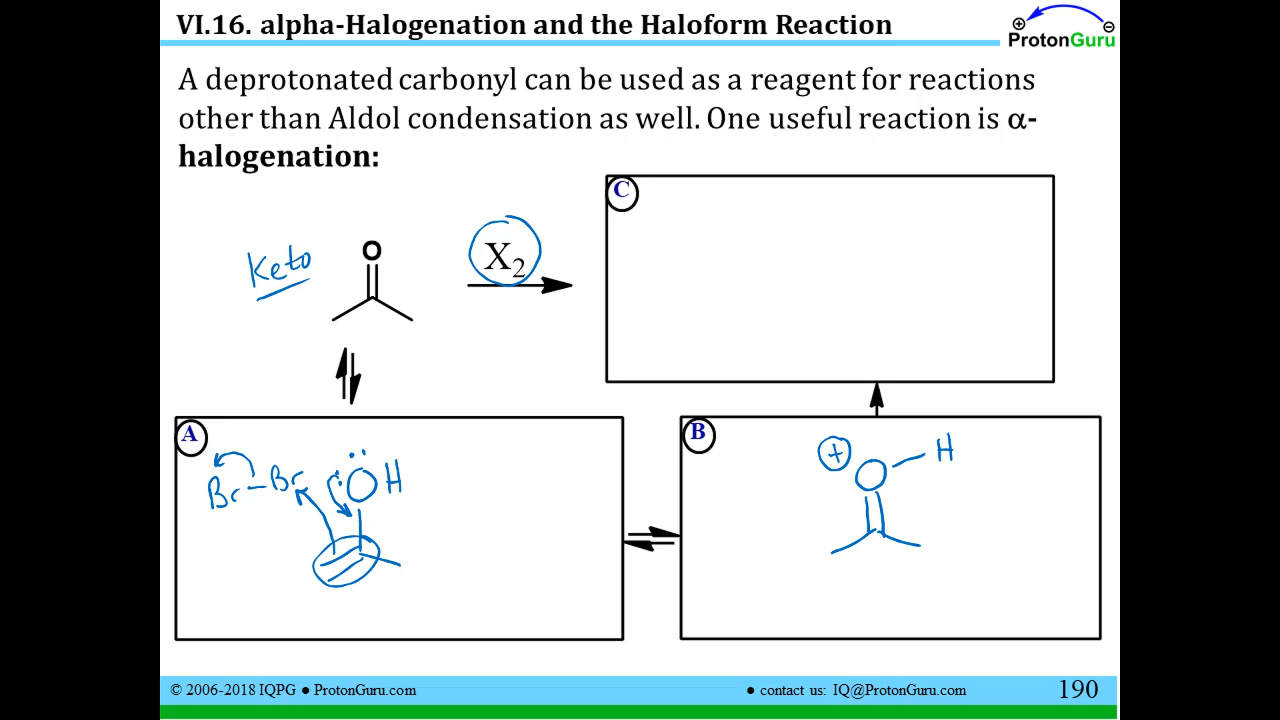 VI.16. alpha-Halogenation and the Haloform Reaction
ProtonGuru
A deprotonated carbonyl can be used as a reagent for reactions
other than Aldol condensation as well. One useful reaction is α-
halogenation:
C
Keto
O
X2
A
Br-Br
:OH
B
+
O
H
© 2006-2018 IQPG ● ProtonGuru.com
● contact us: IQ@ProtonGuru.com
190